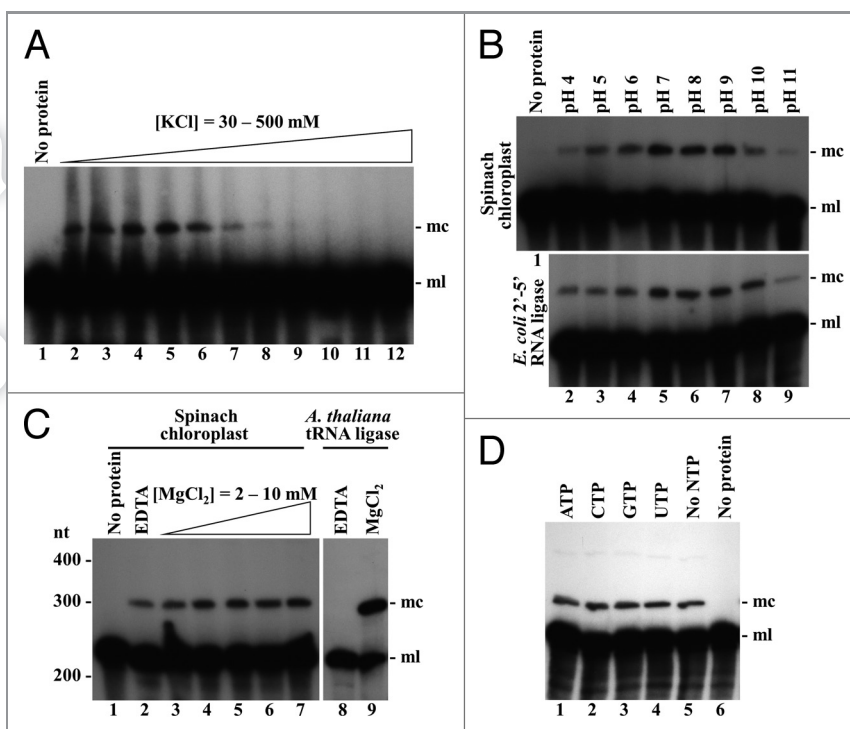 A
No protein
[KCl] = 30 – 500 mM
- mc
- ml
1 2 3 4 5 6 7 8 9 10 11 12
B
No protein
pH 4
pH 5
pH 6
pH 7
pH 8
pH 9
pH 10
pH 11
Spinach
chloroplast
- mc
- ml
1
E. coli 2’-5’
RNA ligase
- mc
- ml
2 3 4 5 6 7 8 9
C
Spinach
chloroplast
A. thaliana
tRNA ligase
No protein
EDTA
[MgCl₂] = 2 – 10 mM
EDTA
MgCl₂
nt
400 -
300 -
200 -
- mc
- ml
1 2 3 4 5 6 7 8 9
D
ATP
CTP
GTP
UTP
No NTP
No protein
- mc
- ml
1 2 3 4 5 6